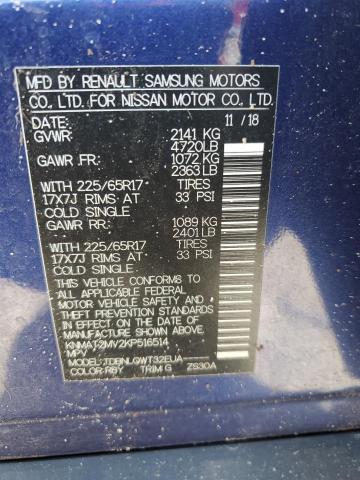 MFD BY RENAULT SAMSUNG MOTORS
CO., LTD. FOR NISSAN MOTOR CO., LTD.
DATE: 11 / 18
GVWR: 2141 KG
4720LB
GAWR FR: 1072 KG
2363 LB
WITH 225/65R17 TIRES
17X7J RIMS AT 33 PSI
COLD SINGLE
GAWR RR: 1089 KG
2401 LB
WITH 225/65R17 TIRES
17X7J RIMS AT 33 PSI
COLD SINGLE
THIS VEHICLE CONFORMS TO ALL
APPLICABLE FEDERAL
MOTOR VEHICLE SAFETY
STANDARDS IN EFFECT ON THE
DATE OF MANUFACTURE
SHOWN ABOVE.
KNMAT2MV2KP516514
MPV
MODEL: TDBNLQWT32EUA-----
COLOR: RBY TRIM G ZS30A